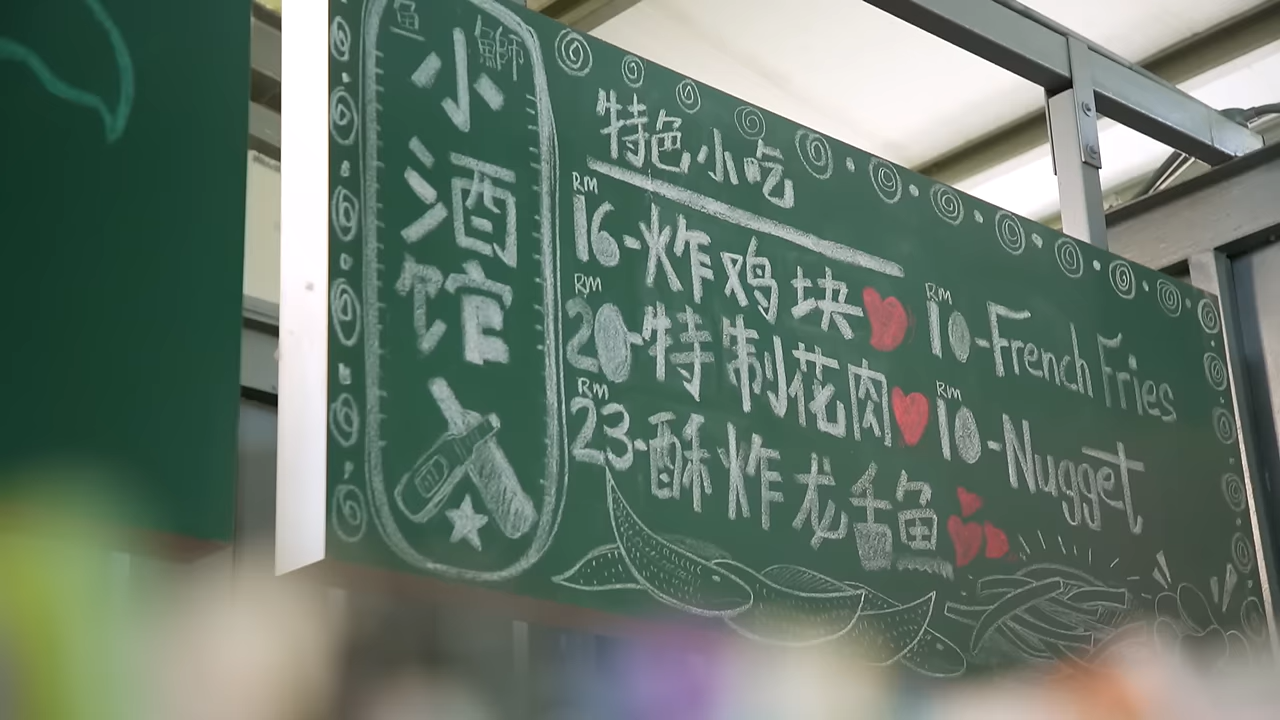 鱼鰤
小酒馆
特色小吃
RM 16-炸鸡块
RM 20-特制花肉
RM 23-酥炸龙舌鱼
RM 10-French Fries
RM 10-Nugget